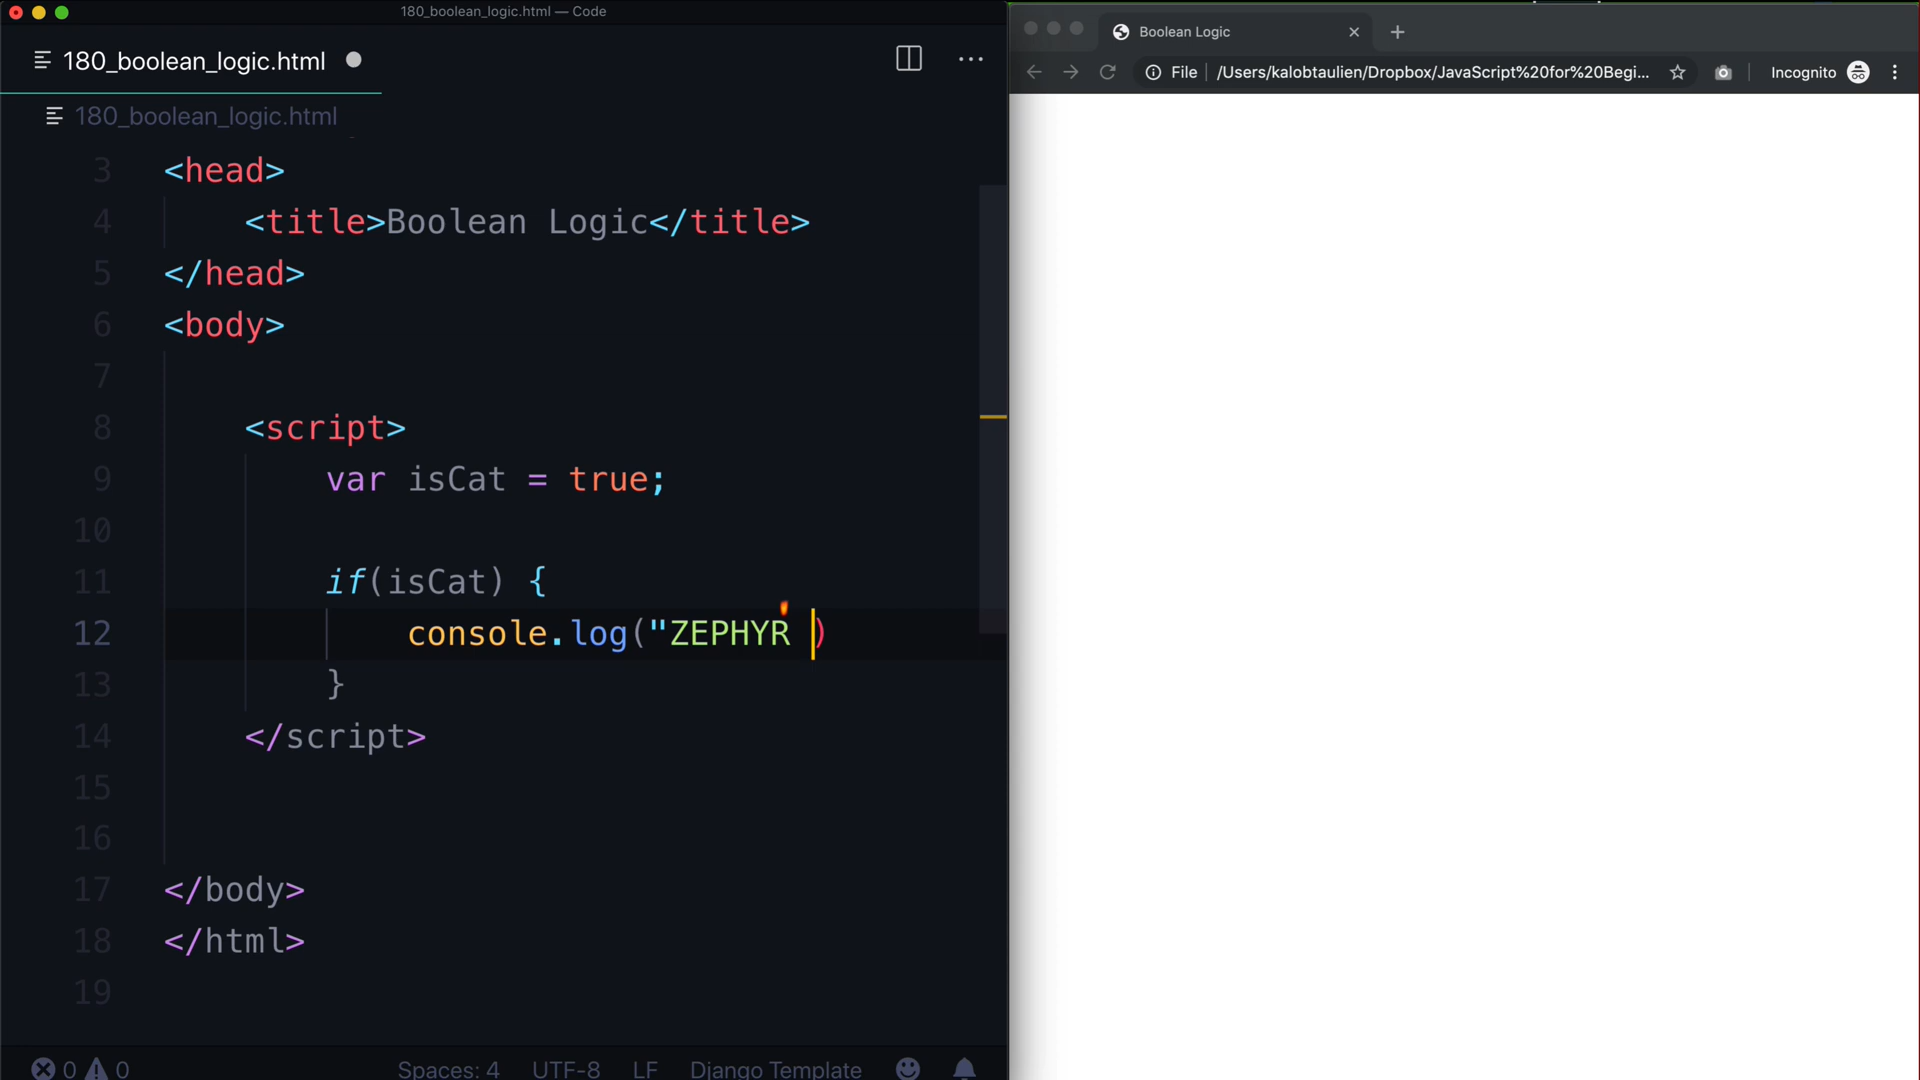 180_boolean_logic.html — Code
180_boolean_logic.html
180_boolean_logic.html
3 <head>
4 <title>Boolean Logic</title>
5 </head>
6 <body>
7
8 <script>
9 var isCat = true;
10
11 if(isCat) {
12 console.log("ZEPHYR )
13 }
14 </script>
15
16
17 </body>
18 </html>
19
0 0 Spaces: 4 UTF-8 LF Django Template
Boolean Logic
File /Users/kalobtaulien/Dropbox/JavaScript%20for%20Begi... Incognito